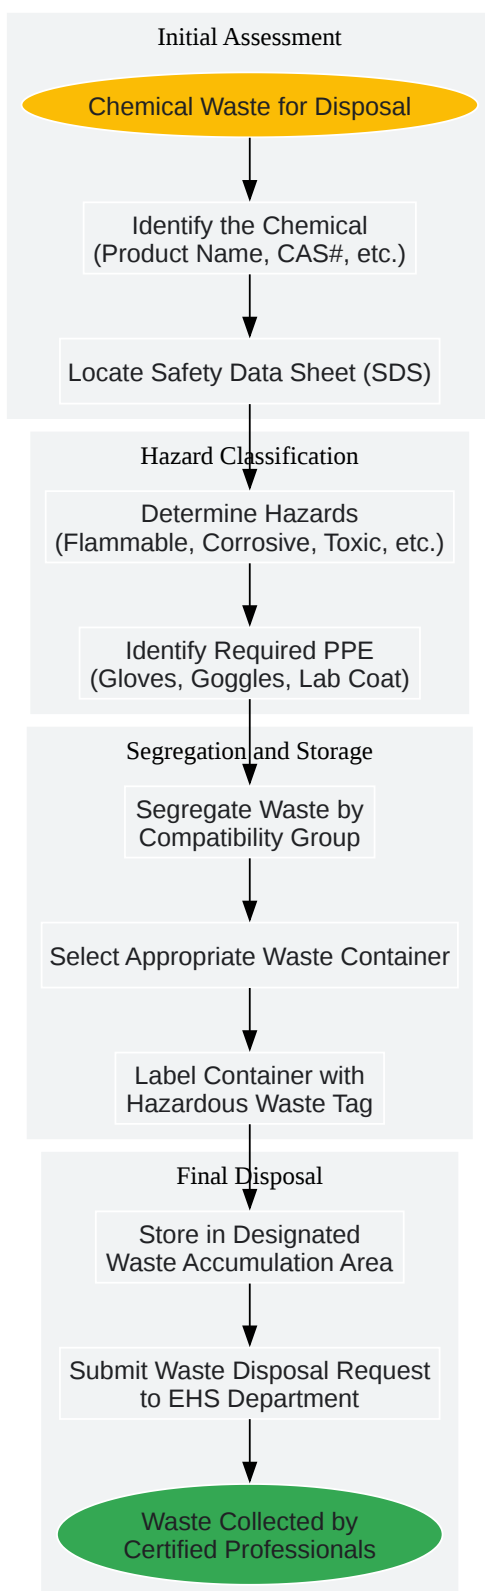 Initial Assessment
Chemical Waste for Disposal
Identify the Chemical
(Product Name, CAS#, etc.)
Locate Safety Data Sheet (SDS)
Hazard Classification
Determine Hazards
(Flammable, Corrosive, Toxic, etc.)
Identify Required PPE
(Gloves, Goggles, Lab Coat)
Segregation and Storage
Segregate Waste by
Compatibility Group
Select Appropriate Waste Container
Label Container with
Hazardous Waste Tag
Final Disposal
Store in Designated
Waste Accumulation Area
Submit Waste Disposal Request
to EHS Department
Waste Collected by
Certified Professionals